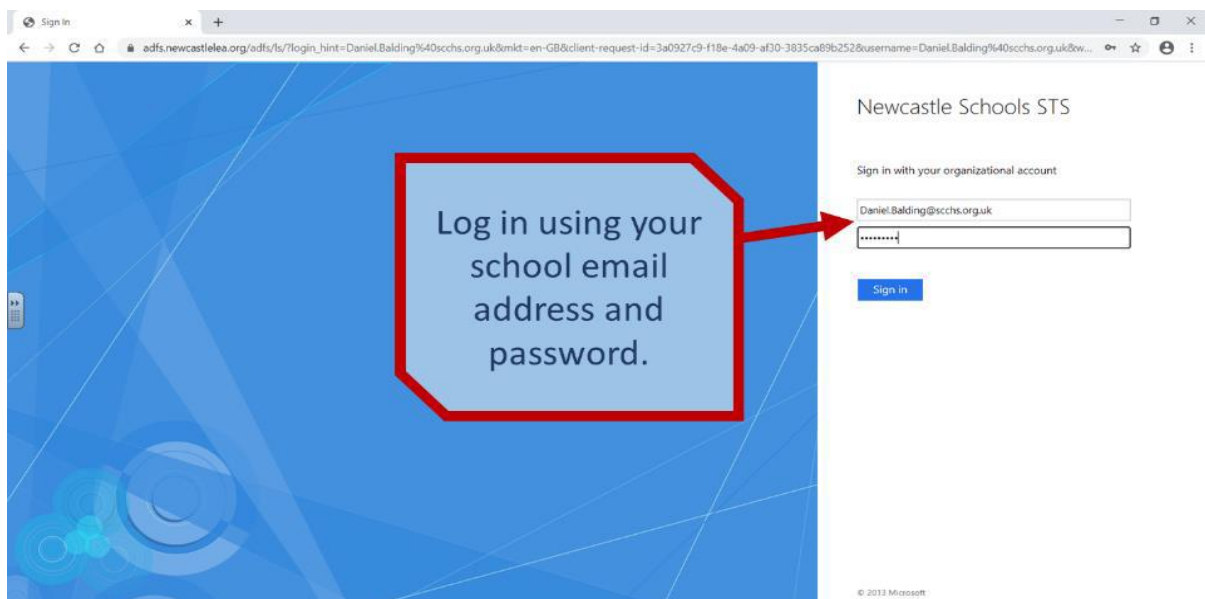 Sign In
adfs.newcastlelea.org/adfs/ls/?login_hint=Daniel.Balding%40scchs.org.uk&mkt=en-GB&client-request-id=3a0927c9-f18e-4a09-af30-3835ca89b252&username=Daniel.Balding%40scchs.org.uk&w...
Newcastle Schools STS
Sign in with your organizational account
Daniel.Balding@scchs.org.uk
•••••••••
Sign in
Log in using your
school email
address and
password.
© 2013 Microsoft